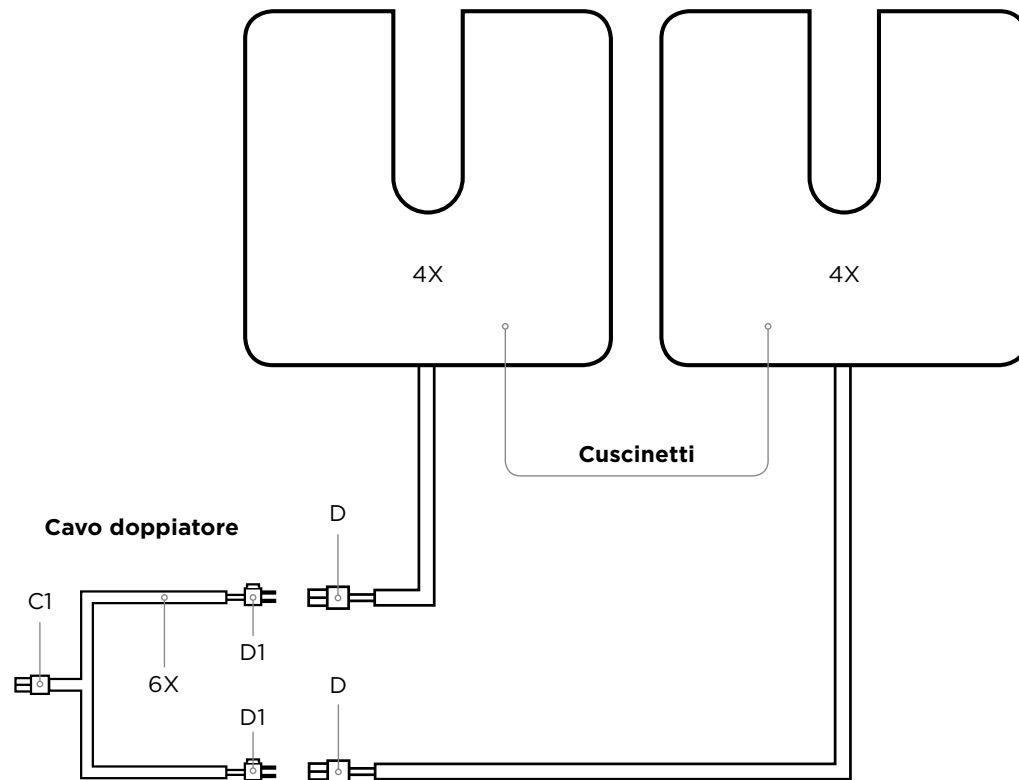 4X
4X
Cuscinetti
Cavo doppiatore
D
C1
D1
6X
D1
D